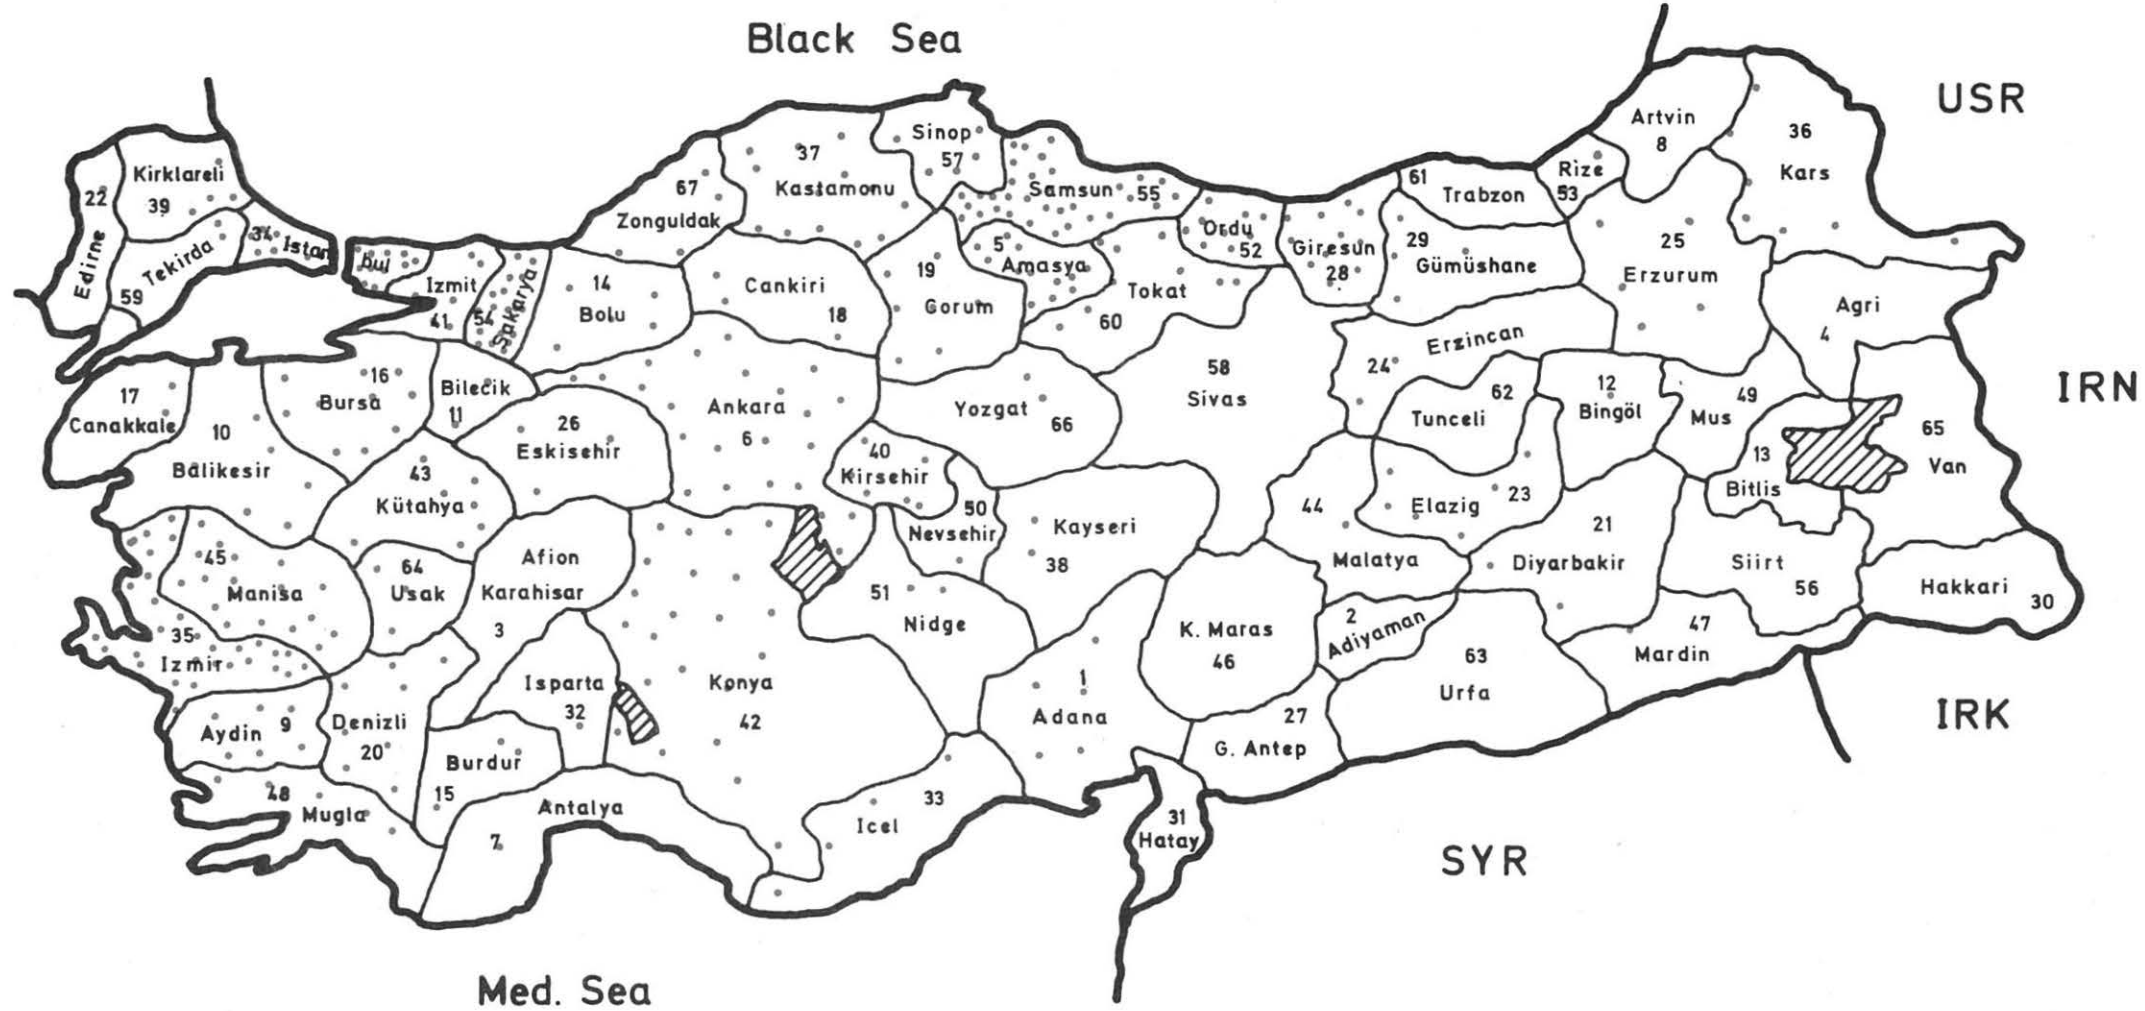 Black Sea
USR
IRN
IRK
SYR
Med. Sea
22
Edirne
Kirklareli
39
Tekirda
59
34
Istan
bul
Izmit
41
54
Sakarya
14
Bolu
67
Zonguldak
37
Kastamonu
Sinop
57
Samsun 55
Cankiri
18
19
Corum
5
Amasya
Tokat
60
Ordu
52
Giresun
28
61
Trabzon
29
Gümüshane
Rize
53
Artvin
8
36
Kars
25
Erzurum
Agri
4
17
Canakkale
10
Balikesir
16
Bursa
Bilecik
11
26
Eskisehir
43
Kütahya
Ankara
6
40
Kirsehir
Yozgat
66
58
Sivas
24
Erzincan
62
Tunceli
12
Bingöl
49
Mus
13
Bitlis
65
Van
45
Manisa
64
Usak
Afion
Karahisar
3
50
Nevsehir
Kayseri
38
51
Nidge
44
Malatya
Elazig 23
21
Diyarbakir
Siirt
56
Hakkari
30
35
Izmir
Aydin 9
Denizli
20
Isparta
32
Burdur
15
Konya
42
1
Adana
K. Maras
46
2
Adiyaman
63
Urfa
47
Mardin
27
G. Antep
48
Mugla
Antalya
7
33
Icel
31
Hatay